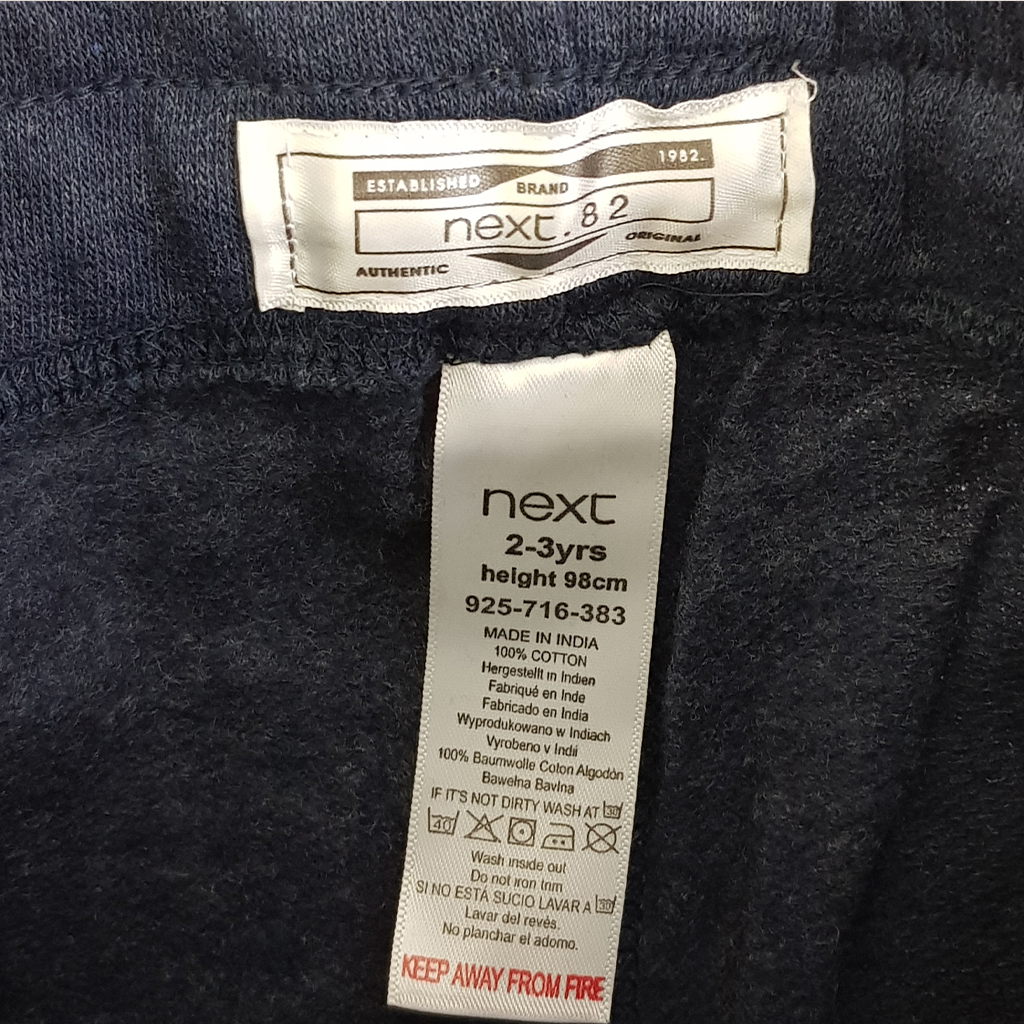 ESTABLISHED BRAND 1982.
next.82
AUTHENTIC ORIGINAL
next
2-3yrs
height 98cm
925-716-383
MADE IN INDIA
100% COTTON
Hergestellt in Indien
Fabriqué en Inde
Fabricado en India
Wyprodukowano w Indiach
Vyrobeno v Indii
100% Baumwolle Coton Algodón
Bawełna Bavlna
IF IT'S NOT DIRTY WASH AT 30
40
Wash inside out
Do not iron trim
SI NO ESTÁ SUCIO LAVAR A 30
Lavar del revés.
No planchar el adorno.
KEEP AWAY FROM FIRE